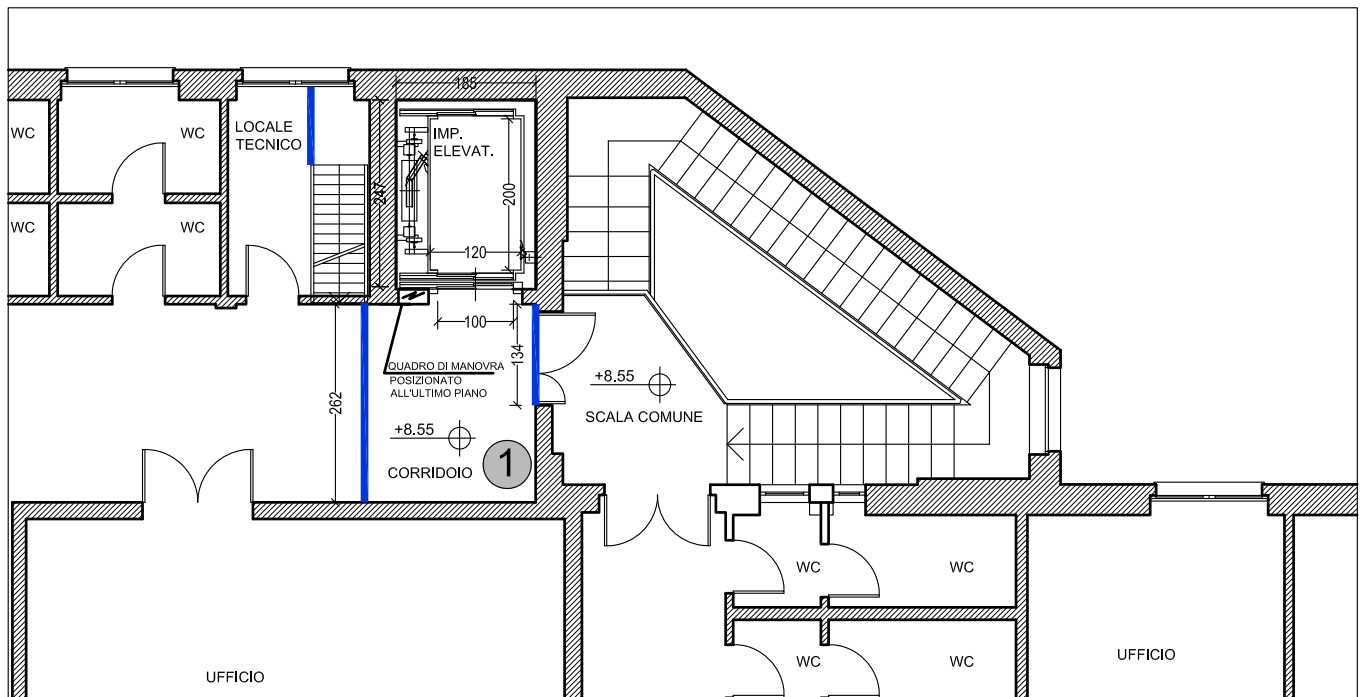 185
WC
WC
LOCALE
TECNICO
IMP.
ELEVAT.
247
200
WC
WC
120
100
134
QUADRO DI MANOVRA
POSIZIONATO
ALL'ULTIMO PIANO
262
+8.55
SCALA COMUNE
+8.55
CORRIDOIO
1
WC
WC
UFFICIO
WC
WC
UFFICIO